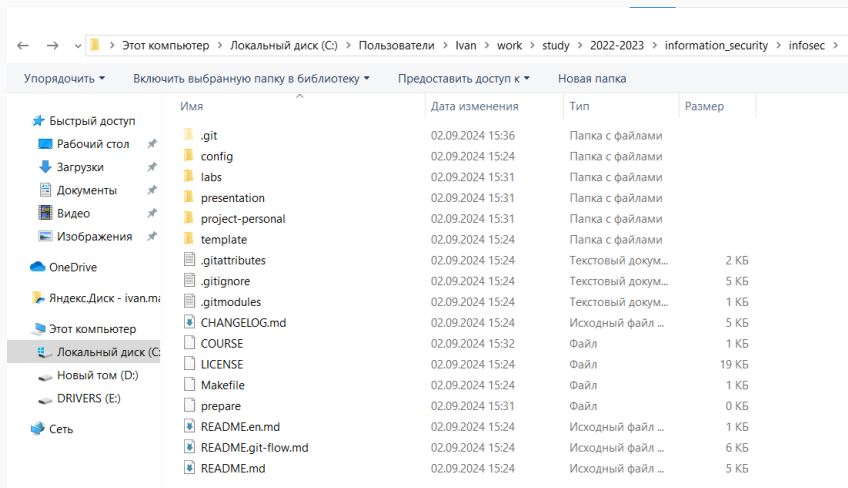 Этот компьютер > Локальный диск (C:) > Пользователи > Ivan > work > study > 2022-2023 > information_security > infosec >
Упорядочить Включить выбранную папку в библиотеку Предоставить доступ к Новая папка
Имя Дата изменения Тип Размер
Быстрый доступ
Рабочий стол
Загрузки
Документы
Видео
Изображения
OneDrive
Яндекс.Диск - ivan.ma
Этот компьютер
Локальный диск (C:
Новый том (D:)
DRIVERS (E:)
Сеть
.git 02.09.2024 15:36 Папка с файлами
config 02.09.2024 15:24 Папка с файлами
labs 02.09.2024 15:31 Папка с файлами
presentation 02.09.2024 15:31 Папка с файлами
project-personal 02.09.2024 15:31 Папка с файлами
template 02.09.2024 15:24 Папка с файлами
.gitattributes 02.09.2024 15:24 Текстовый докум... 2 КБ
.gitignore 02.09.2024 15:24 Текстовый докум... 5 КБ
.gitmodules 02.09.2024 15:24 Текстовый докум... 1 КБ
CHANGELOG.md 02.09.2024 15:24 Исходный файл ... 5 КБ
COURSE 02.09.2024 15:32 Файл 1 КБ
LICENSE 02.09.2024 15:24 Файл 19 КБ
Makefile 02.09.2024 15:24 Файл 1 КБ
prepare 02.09.2024 15:31 Файл 0 КБ
README.en.md 02.09.2024 15:24 Исходный файл ... 1 КБ
README.git-flow.md 02.09.2024 15:24 Исходный файл ... 6 КБ
README.md 02.09.2024 15:24 Исходный файл ... 5 КБ